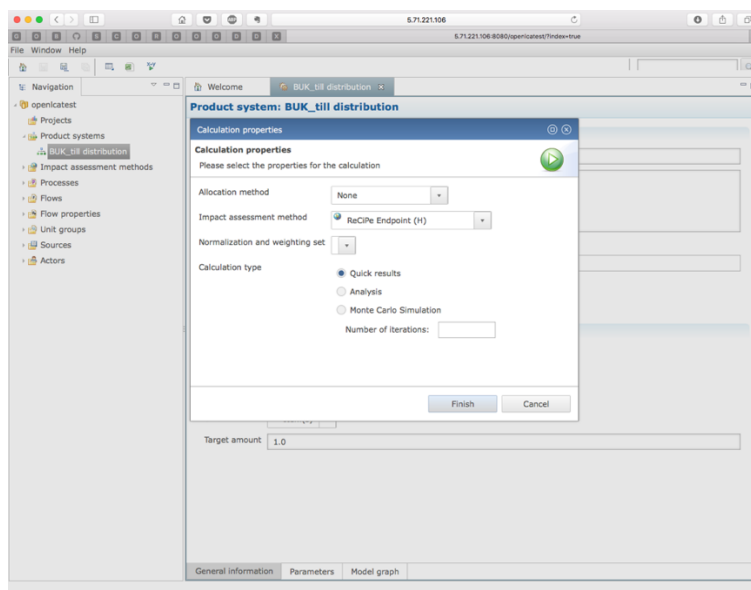 5.71.221.106
5.71.221.106:8080/openlcatest/?index=true
File Window Help
Navigation
Welcome
BUK_till distribution
openlcatest
Projects
Product systems
BUK_till distribution
Impact assessment methods
Processes
Flows
Flow properties
Unit groups
Sources
Actors
Product system: BUK_till distribution
Calculation properties
Calculation properties
Please select the properties for the calculation
Allocation method
None
Impact assessment method
ReCiPe Endpoint (H)
Normalization and weighting set
Calculation type
Quick results
Analysis
Monte Carlo Simulation
Number of iterations:
Finish Cancel
Target amount
1.0
General information Parameters Model graph